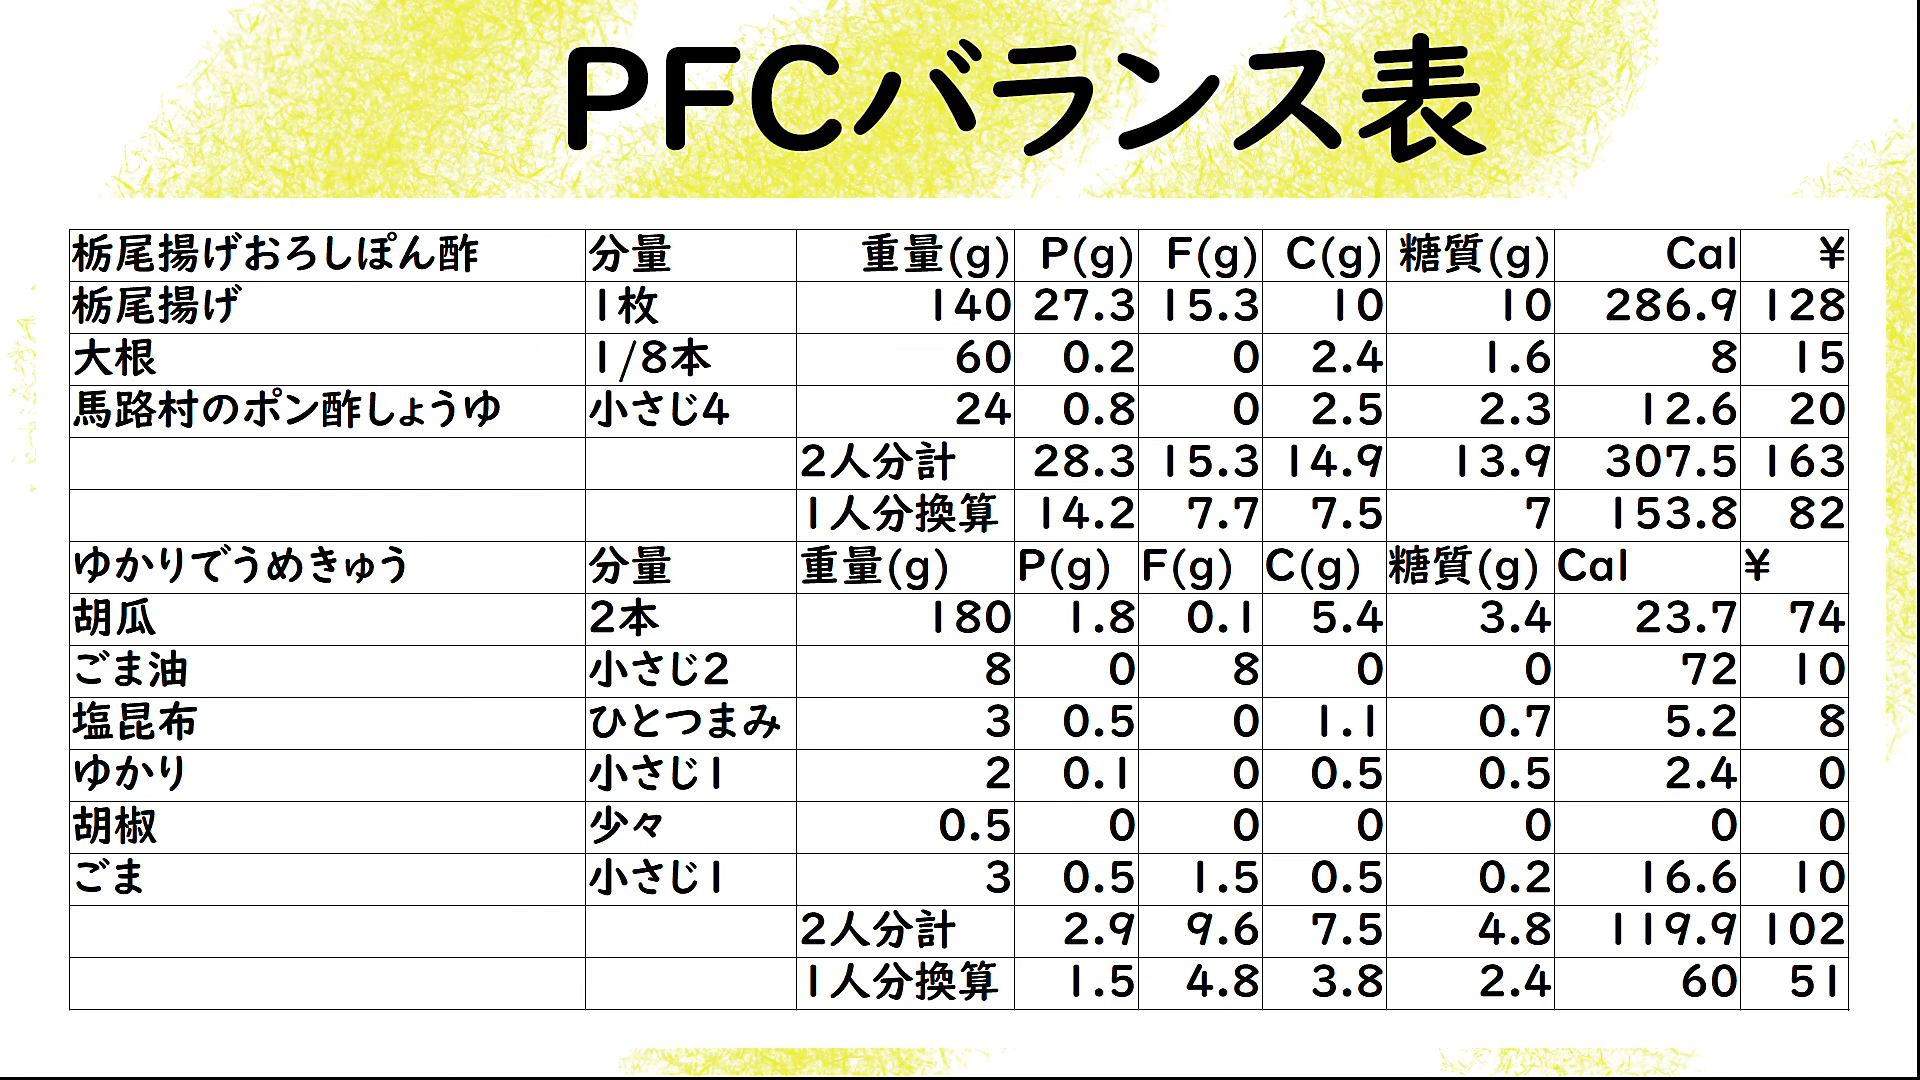 PFCバランス表
栃尾揚げおろしぽん酢 分量 重量(g) P(g) F(g) C(g) 糖質(g) Cal ¥
栃尾揚げ 1枚 140 27.3 15.3 10 10 286.9 128
大根 1/8本 60 0.2 0 2.4 1.6 8 15
馬路村のポン酢しょうゆ 小さじ4 24 0.8 0 2.5 2.3 12.6 20
2人分計 28.3 15.3 14.9 13.9 307.5 163
1人分換算 14.2 7.7 7.5 7 153.8 82
ゆかりでうめきゅう 分量 重量(g) P(g) F(g) C(g) 糖質(g) Cal ¥
胡瓜 2本 180 1.8 0.1 5.4 3.4 23.7 74
ごま油 小さじ2 8 0 8 0 0 72 10
塩昆布 ひとつまみ 3 0.5 0 1.1 0.7 5.2 8
ゆかり 小さじ1 2 0.1 0 0.5 0.5 2.4 0
胡椒 少々 0.5 0 0 0 0 0 0
ごま 小さじ1 3 0.5 1.5 0.5 0.2 16.6 10
2人分計 2.9 9.6 7.5 4.8 119.9 102
1人分換算 1.5 4.8 3.8 2.4 60 51